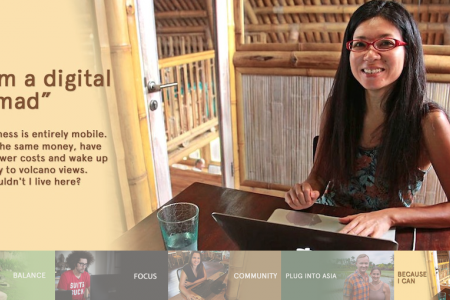 m a digital
mad”
ness is entirely mobile.
he same money, have
wer costs and wake up
y to volcano views.
uldn't I live here?
BALANCE
FOCUS
COMMUNITY
PLUG INTO ASIA
BECAUSE
I CAN